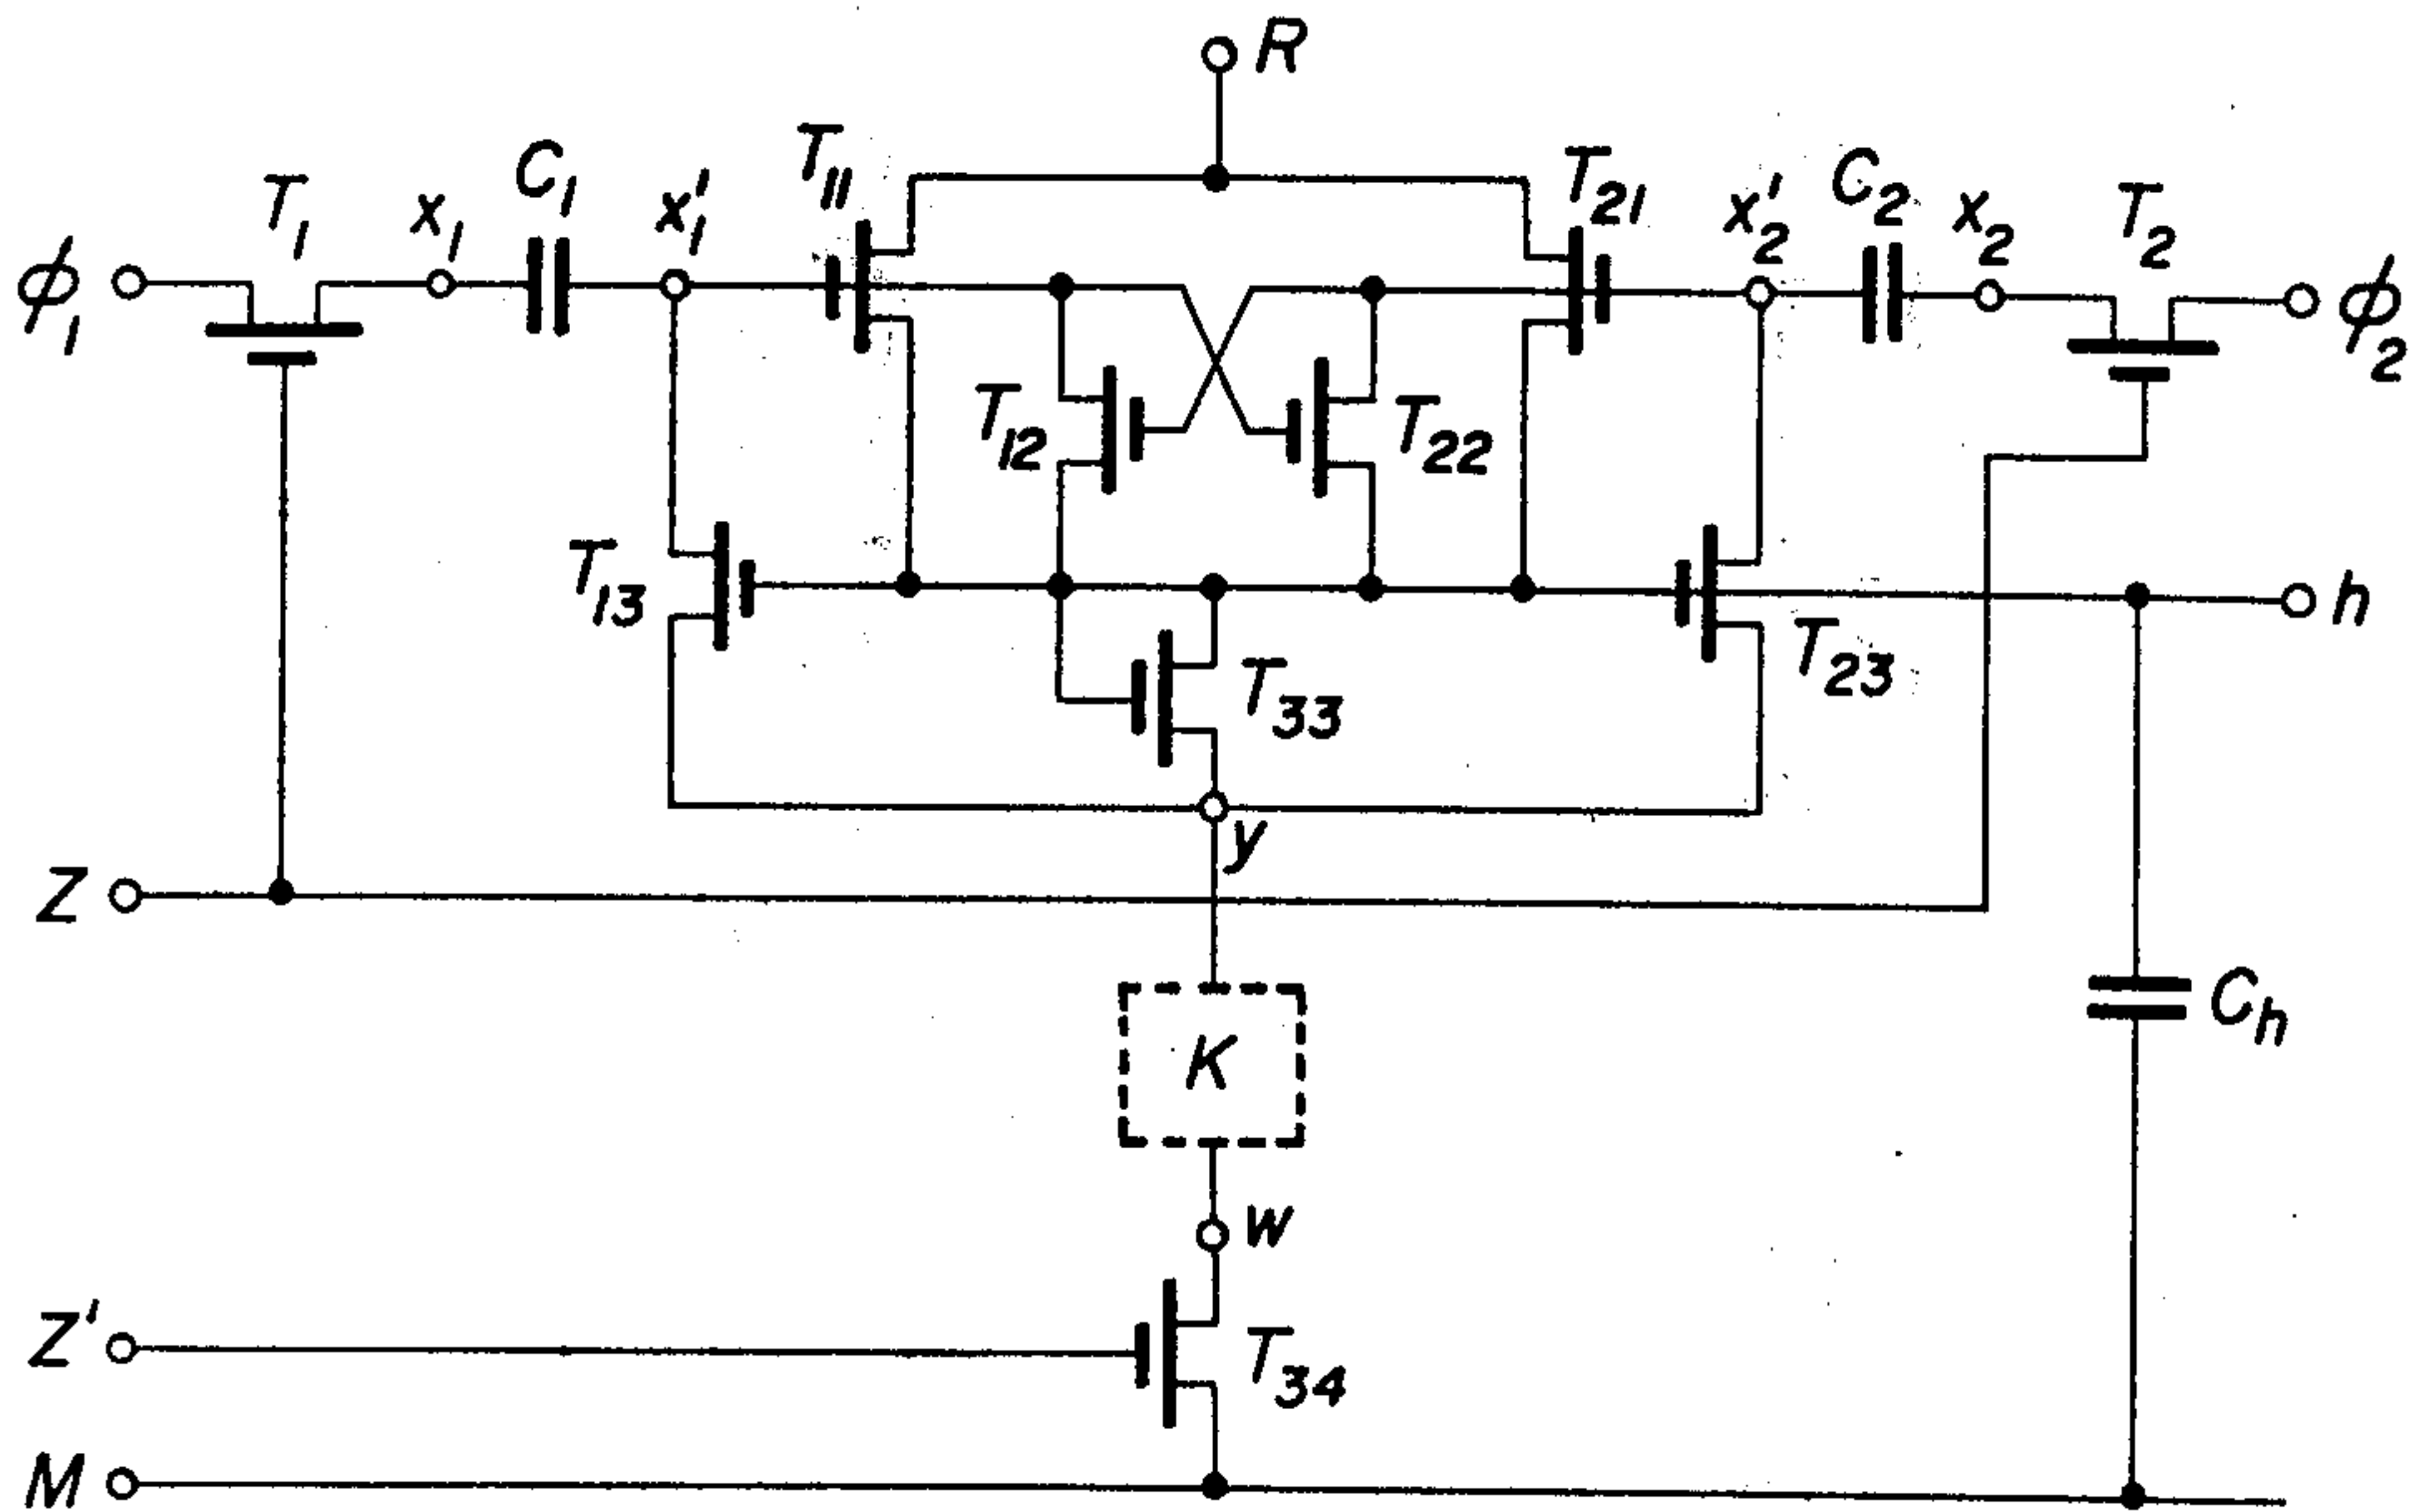 R
T₁₁
T₂₁
C₁
C₂
T₁
x₁
x₁'
x₂'
x₂
T₂
ϕ₁
ϕ₂
T₁₂
T₂₂
T₁₃
h
T₂₃
T₃₃
y
Z
K
Cₕ
w
Z'
T₃₄
M